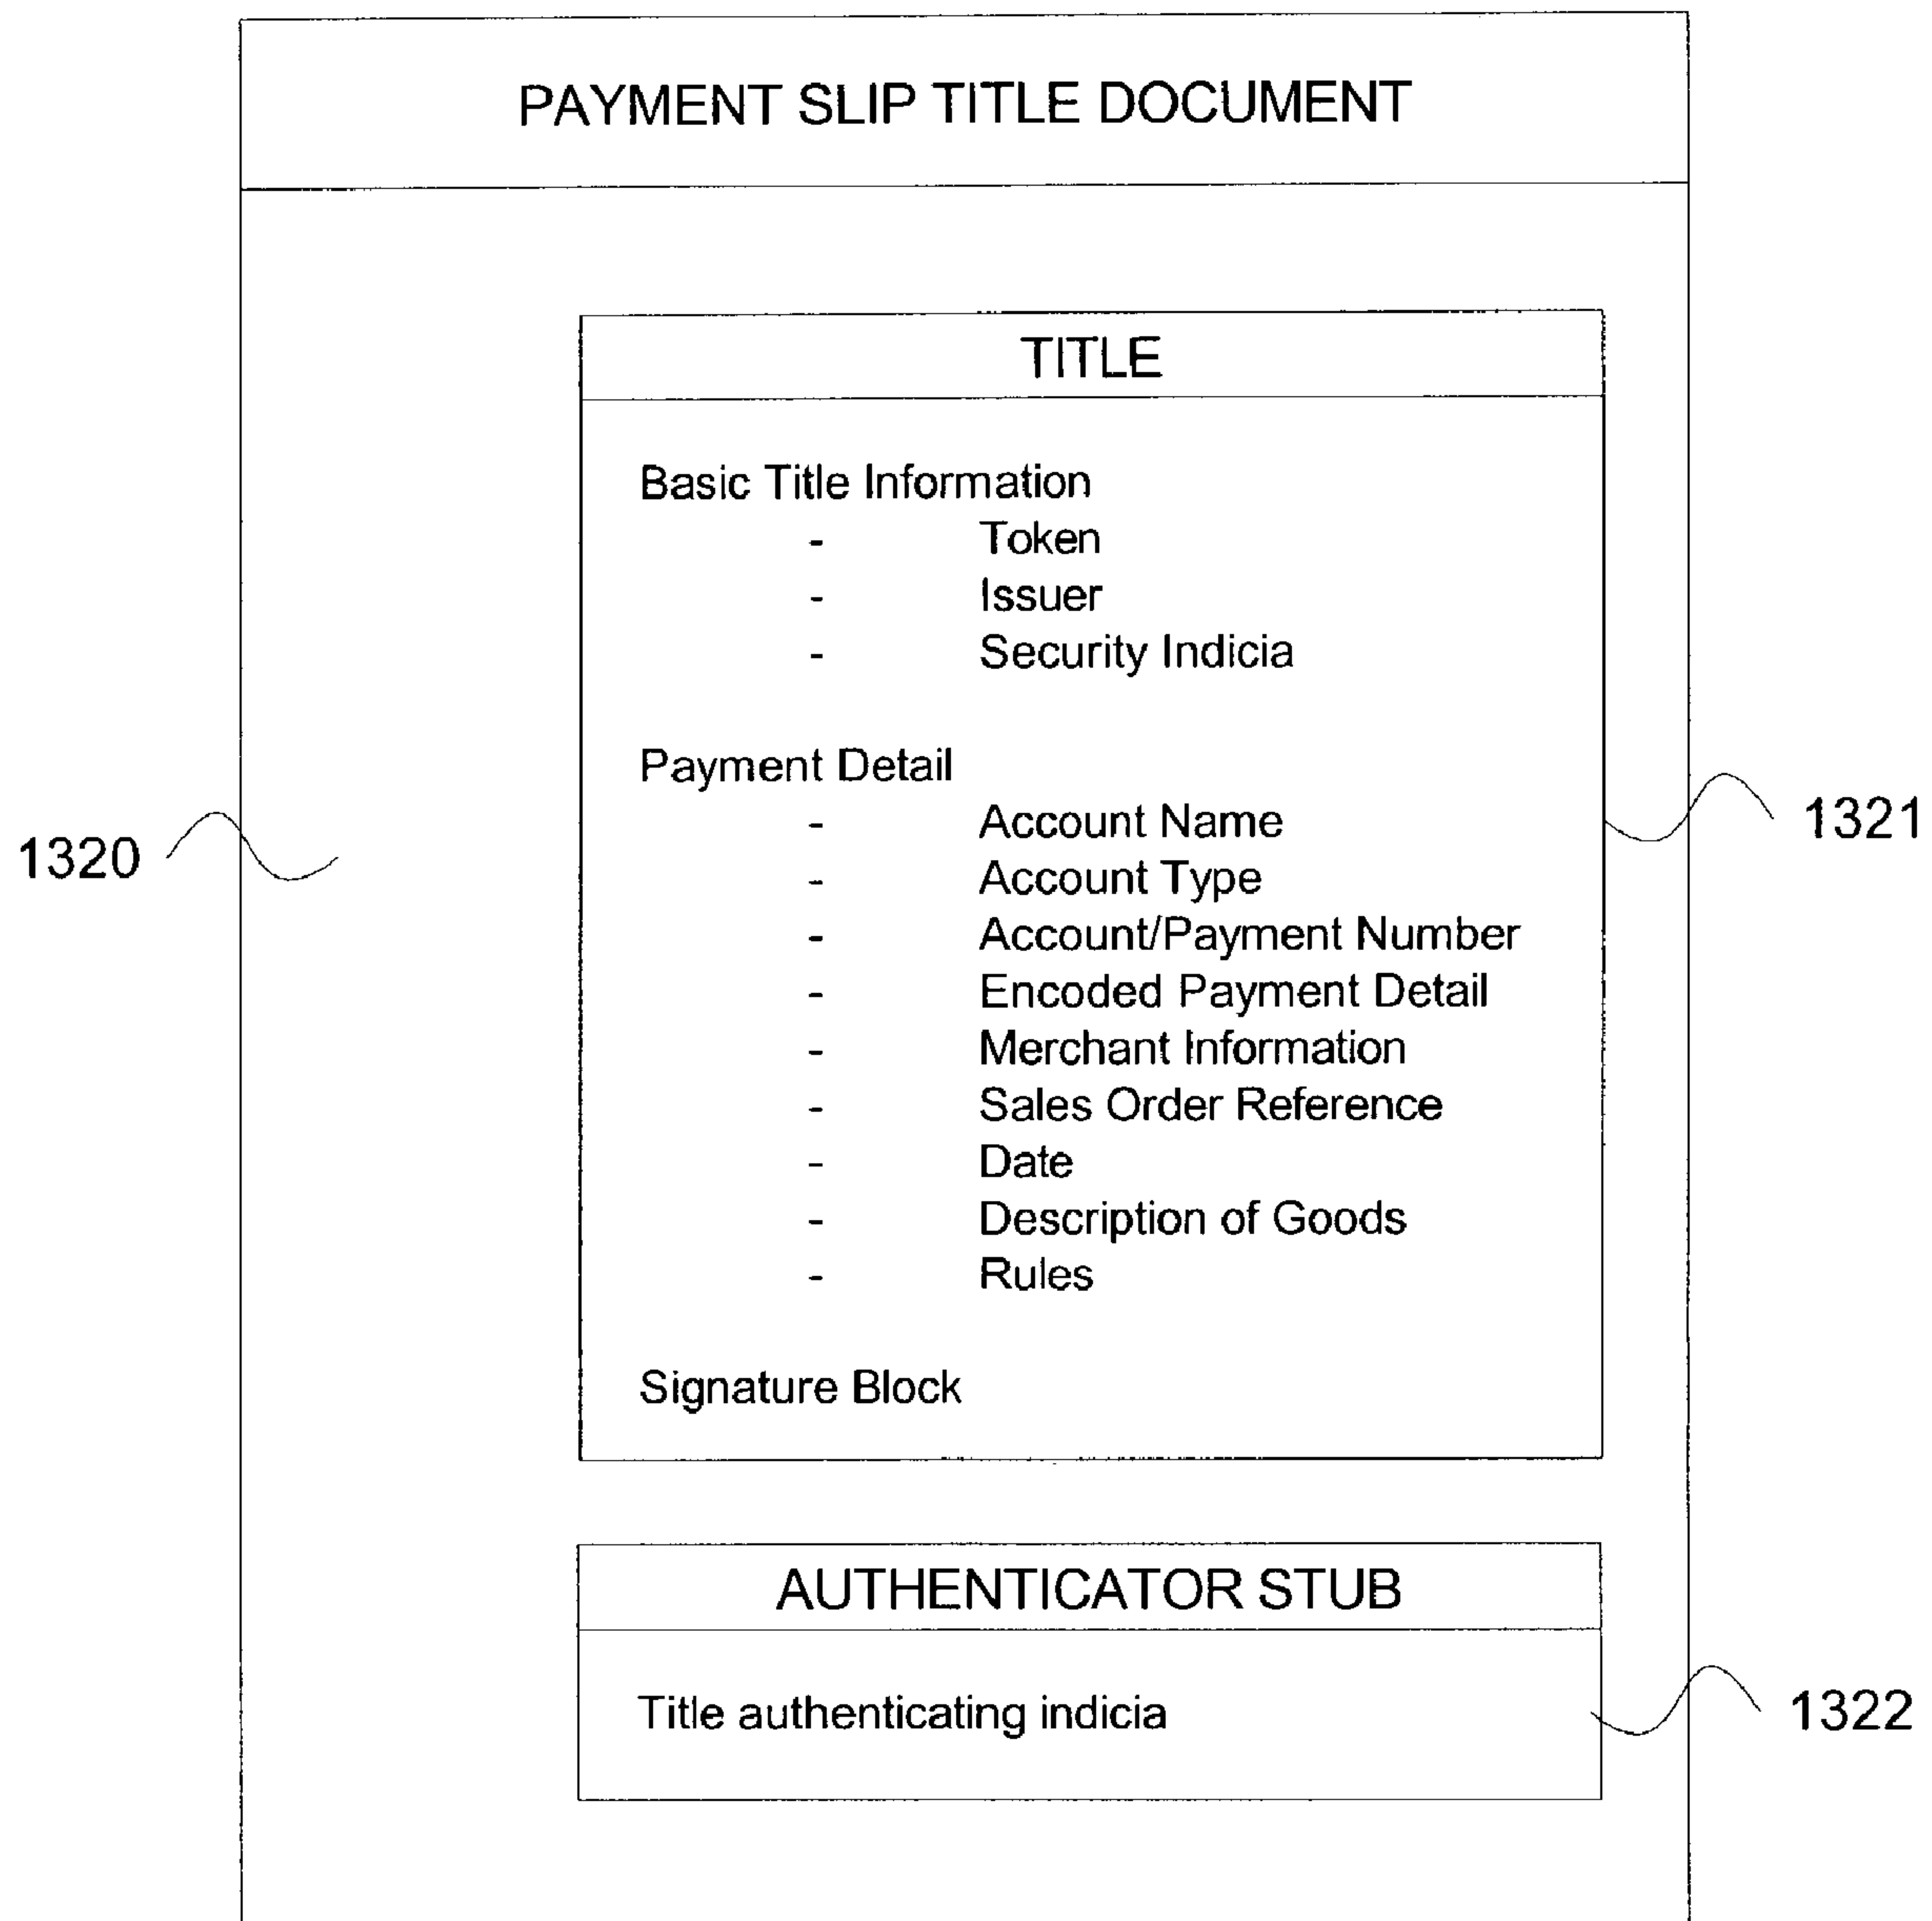 PAYMENT SLIP TITLE DOCUMENT
TITLE
Basic Title Information
- Token
- Issuer
- Security Indicia
Payment Detail
- Account Name
- Account Type
- Account/Payment Number
- Encoded Payment Detail
- Merchant Information
- Sales Order Reference
- Date
- Description of Goods
- Rules
Signature Block
1320
1321
AUTHENTICATOR STUB
Title authenticating indicia
1322